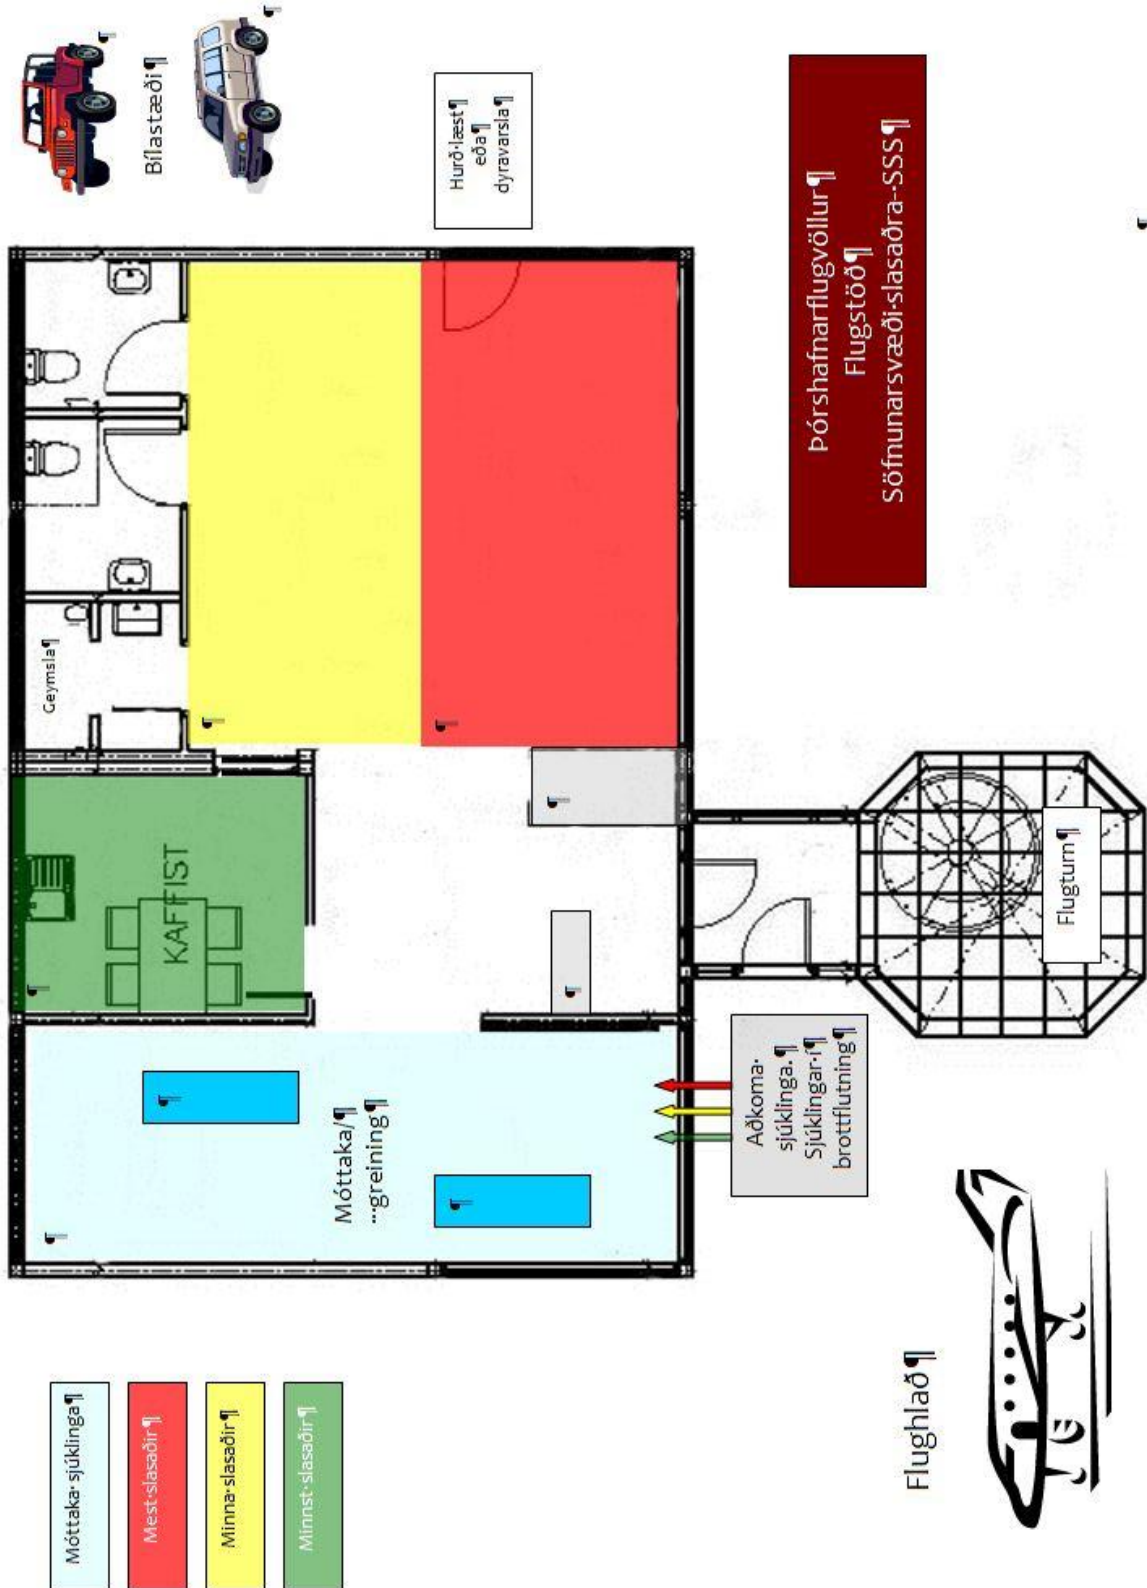 Móttaka sjúklinga
Mest slasaðir
Minna slasaðir
Minnst slasaðir
Geymsla
KAFFIST
Móttaka/
...greining
Bílastæði
Hurð læst
eða
dyravarsla
Aðkoma
sjúklinga.
Sjúklingar í
brottflutning
Þórshafnarflugvöllur
Flugstöð
Söfnunarsvæði slasaðra -SSS
Flughlað
Flugturn